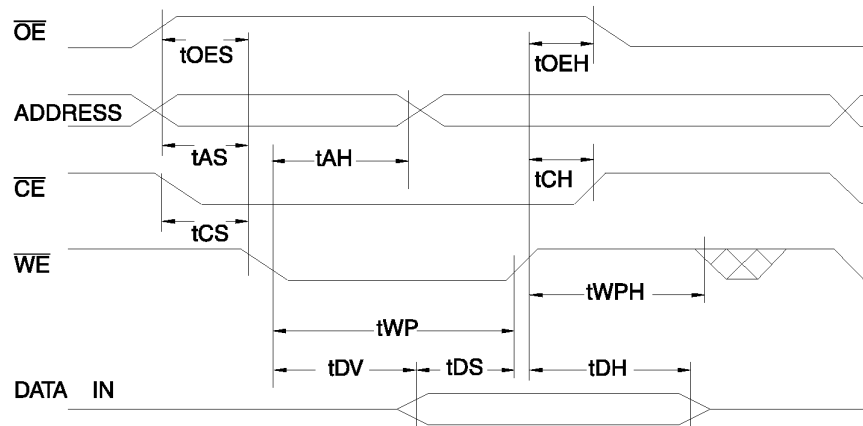 OE
tOES
tOEH
ADDRESS
tAS
tAH
CE
tCH
tCS
WE
tWPH
tWP
tDV
tDS
tDH
DATA IN